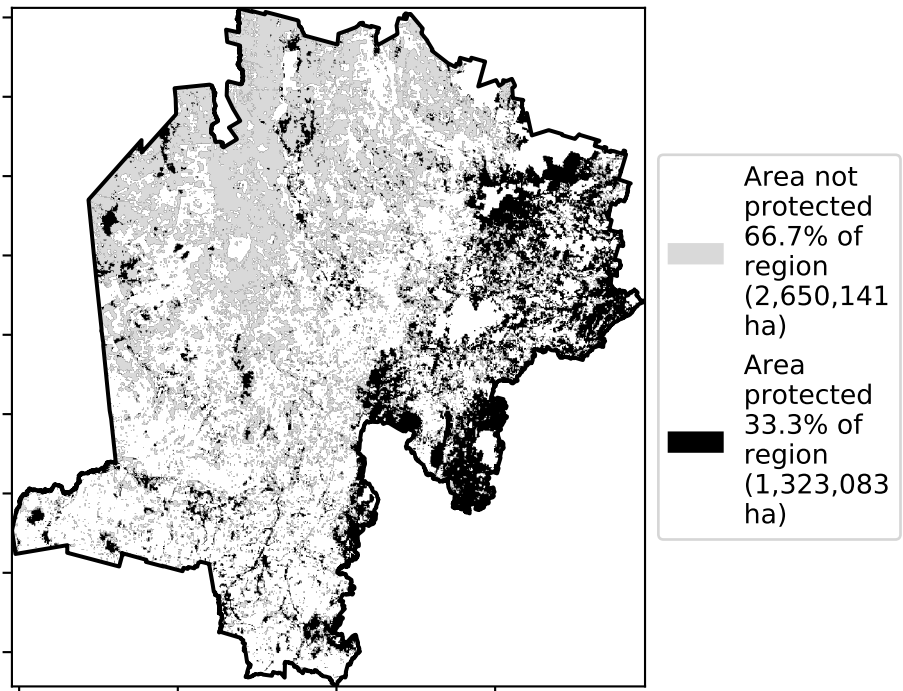 Area not
protected
66.7% of
region
(2,650,141
ha)
Area
protected
33.3% of
region
(1,323,083
ha)